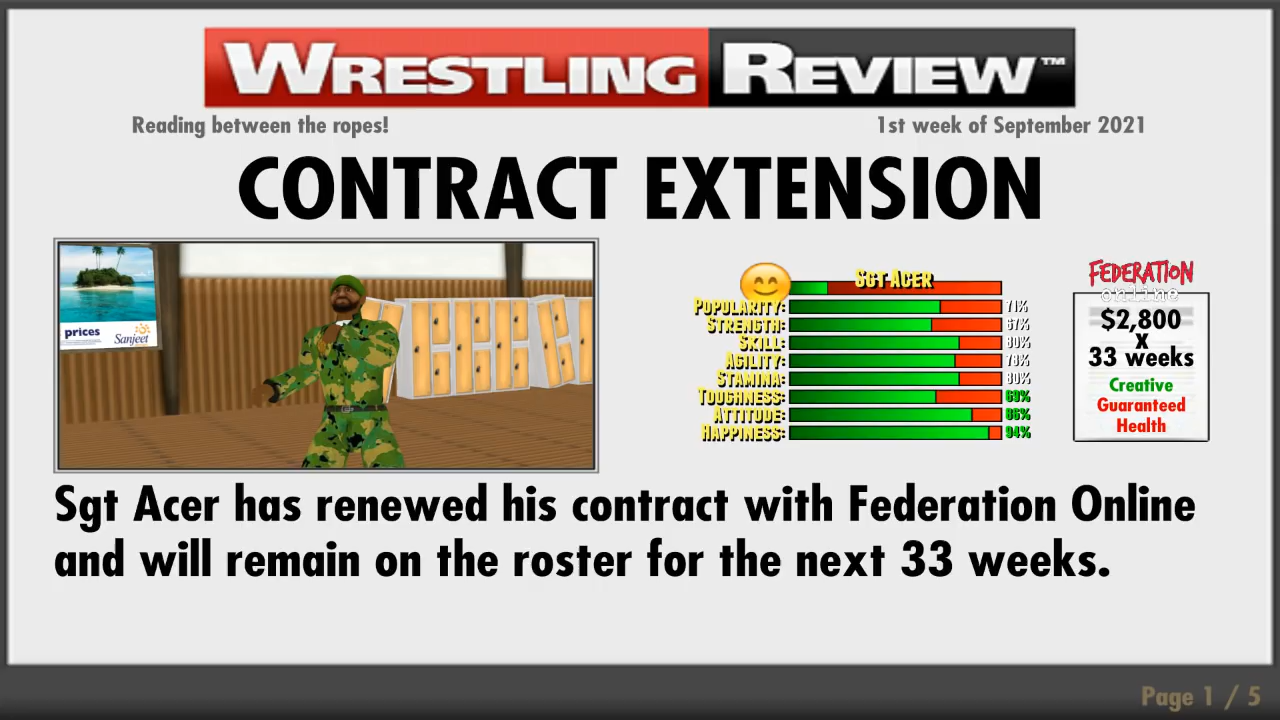 WRESTLING REVIEW™
Reading between the ropes!
1st week of September 2021
CONTRACT EXTENSION
prices
Sanjeet
SGT ACER
POPULARITY: 71%
STRENGTH: 67%
SKILL: 80%
AGILITY: 78%
STAMINA: 80%
TOUGHNESS: 69%
ATTITUDE: 86%
HAPPINESS: 94%
FEDERATION
online
$2,800
X
33 weeks
Creative
Guaranteed
Health
Sgt Acer has renewed his contract with Federation Online
and will remain on the roster for the next 33 weeks.
Page 1 / 5